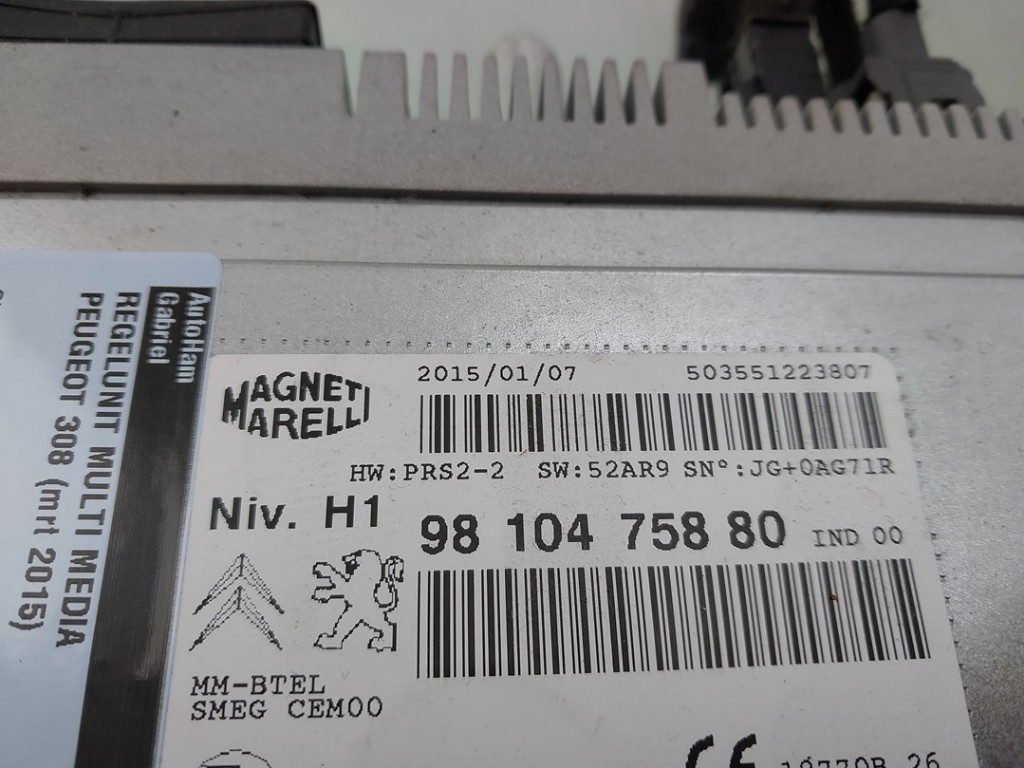 AutoHam
Gabriel
REGELUNIT MULTI MEDIA
PEUGEOT 308 (mrt 2015)
MAGNETI
MARELLI
2015/01/07 503551223807
HW:PRS2-2 SW:52AR9 SN°:JG+0AG71R
Niv. H1
98 104 758 80 IND 00
MM-BTEL
SMEG CEM00
CE